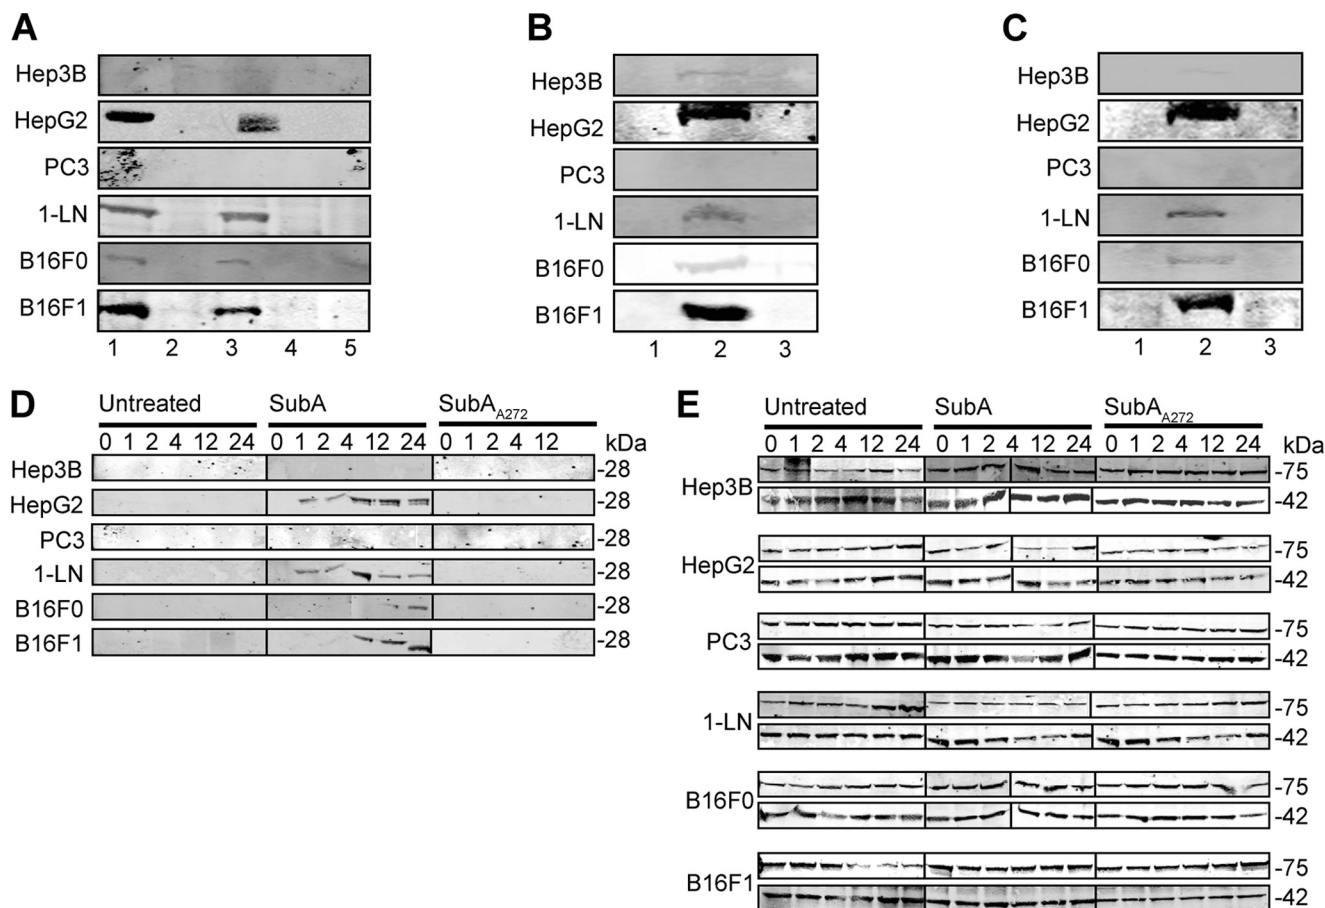 A
Hep3B
HepG2
PC3
1-LN
B16F0
B16F1
1 2 3 4 5
B
Hep3B
HepG2
PC3
1-LN
B16F0
B16F1
1 2 3
C
Hep3B
HepG2
PC3
1-LN
B16F0
B16F1
1 2 3
D
Untreated SubA SubA_A272
0 1 2 4 12 24 0 1 2 4 12 24 0 1 2 4 12 kDa
Hep3B -28
HepG2 -28
PC3 -28
1-LN -28
B16F0 -28
B16F1 -28
E
Untreated SubA SubA_A272
0 1 2 4 12 24 0 1 2 4 12 24 0 1 2 4 12 24 kDa
Hep3B -75
-42
HepG2 -75
-42
PC3 -75
-42
1-LN -75
-42
B16F0 -75
-42
B16F1 -75
-42